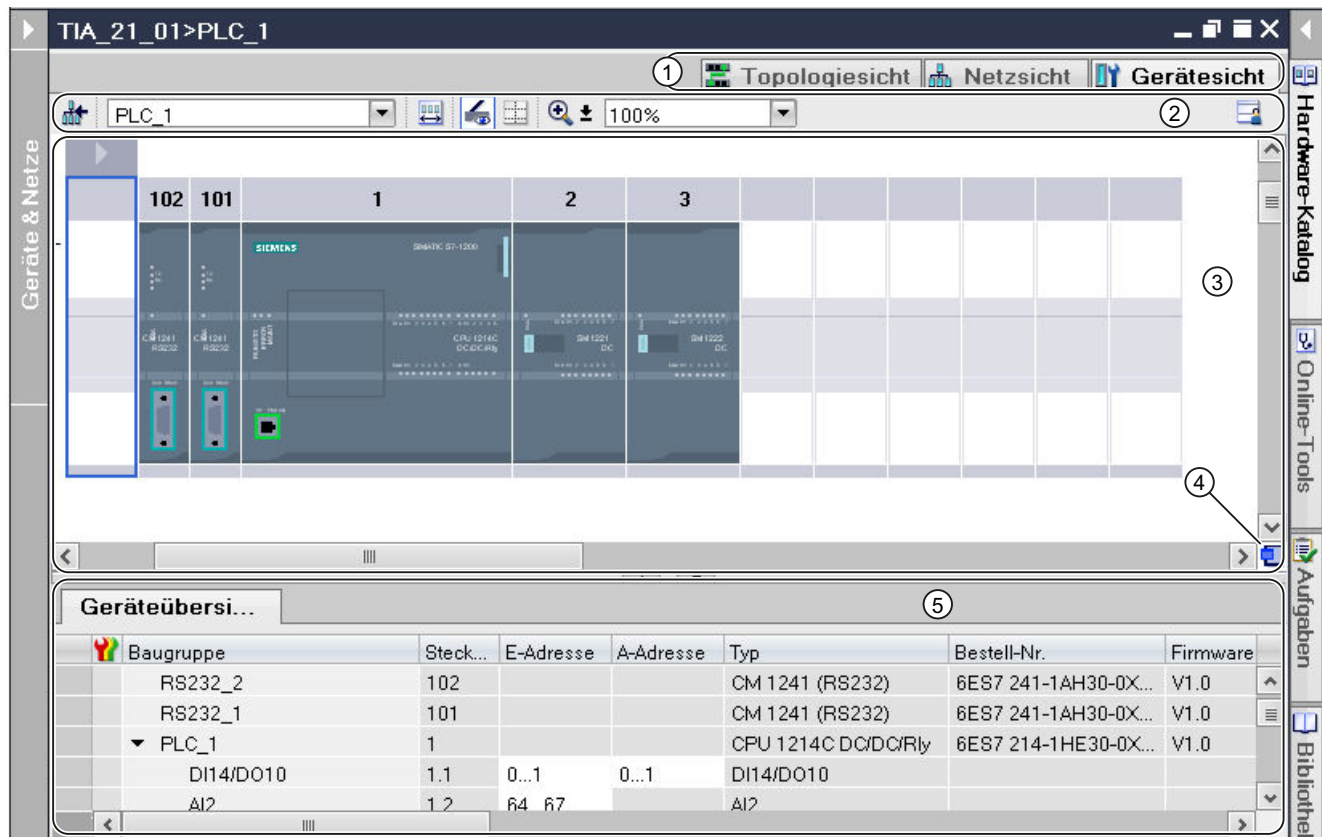 TIA_21_01>PLC_1
① Topologiesicht Netzsicht Gerätesicht
PLC_1 100% ②
Geräte & Netze
102 101 1 2 3
SIEMENS SIMATIC S7-1200
③
CM 1241 RS232
CM 1241 RS232
CPU 1214C DC/DC/Rly
SM 1221 DC
SM 1222 DC
④
Geräteübersi... ⑤
Baugruppe Steck... E-Adresse A-Adresse Typ Bestell-Nr. Firmware
RS232_2 102 CM 1241 (RS232) 6ES7 241-1AH30-0X... V1.0
RS232_1 101 CM 1241 (RS232) 6ES7 241-1AH30-0X... V1.0
PLC_1 1 CPU 1214C DC/DC/Rly 6ES7 214-1HE30-0X... V1.0
DI14/DO10 1.1 0...1 0...1 DI14/DO10
AI2 1.2 64...67 AI2
Hardware-Katalog
Online-Tools
Aufgaben
Bibliothe